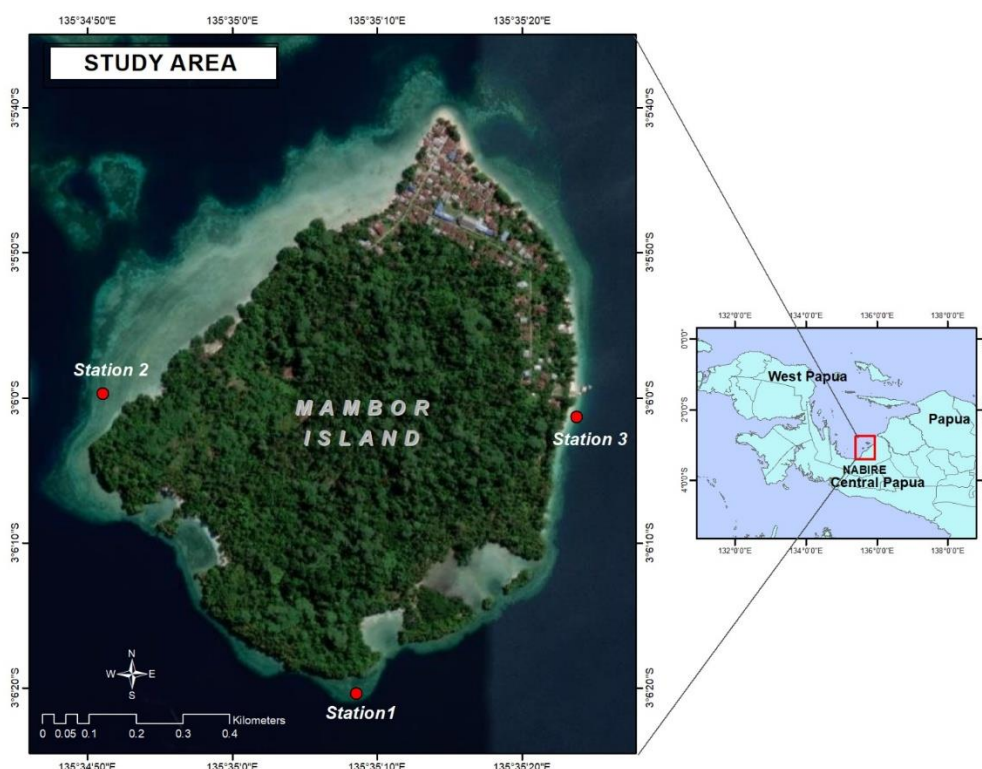 135°34'50"E 135°35'0"E 135°35'10"E 135°35'20"E
STUDY AREA
3°5'40"S
3°5'40"S
3°5'50"S
3°5'50"S
Station 2
3°6'0"S
3°6'0"S
MAMBOR
ISLAND
Station 3
3°6'10"S
3°6'10"S
3°6'20"S
3°6'20"S
N
W E
S
Station1
0 0.05 0.1 0.2 0.3 0.4
Kilometers
135°34'50"E 135°35'0"E 135°35'10"E 135°35'20"E
132°0'0"E 134°0'0"E 136°0'0"E 138°0'0"E
0°0'0"
2°0'0"S
4°0'0"S
West Papua
Papua
NABIRE
Central Papua
132°0'0"E 134°0'0"E 136°0'0"E 138°0'0"E